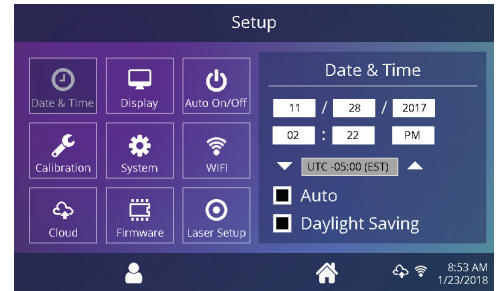 Setup
Date & Time
Display
Auto On/Off
Calibration
System
WIFI
Cloud
Firmware
Laser Setup
Date & Time
11 / 28 / 2017
02 : 22 PM
UTC -05:00 (EST)
Auto
Daylight Saving
8:53 AM
1/23/2018